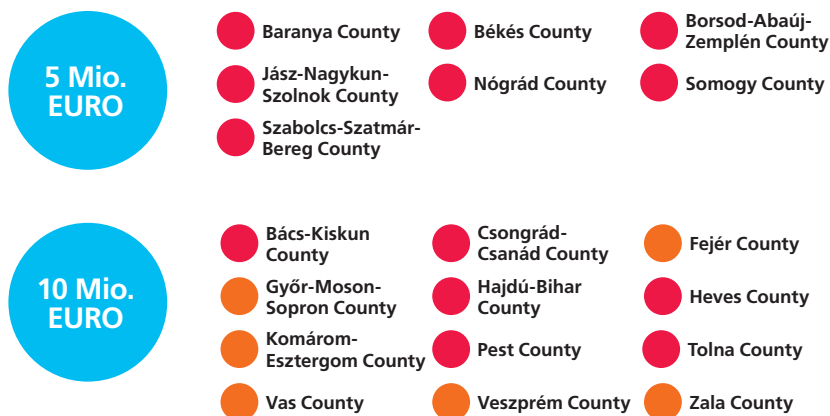 5 Mio.
EURO
Baranya County
Békés County
Borsod-Abaúj-
Zemplén County
Jász-Nagykun-
Szolnok County
Nógrád County
Somogy County
Szabolcs-Szatmár-
Bereg County
10 Mio.
EURO
Bács-Kiskun
County
Csongrád-
Csanád County
Fejér County
Győr-Moson-
Sopron County
Hajdú-Bihar
County
Heves County
Komárom-
Esztergom County
Pest County
Tolna County
Vas County
Veszprém County
Zala County